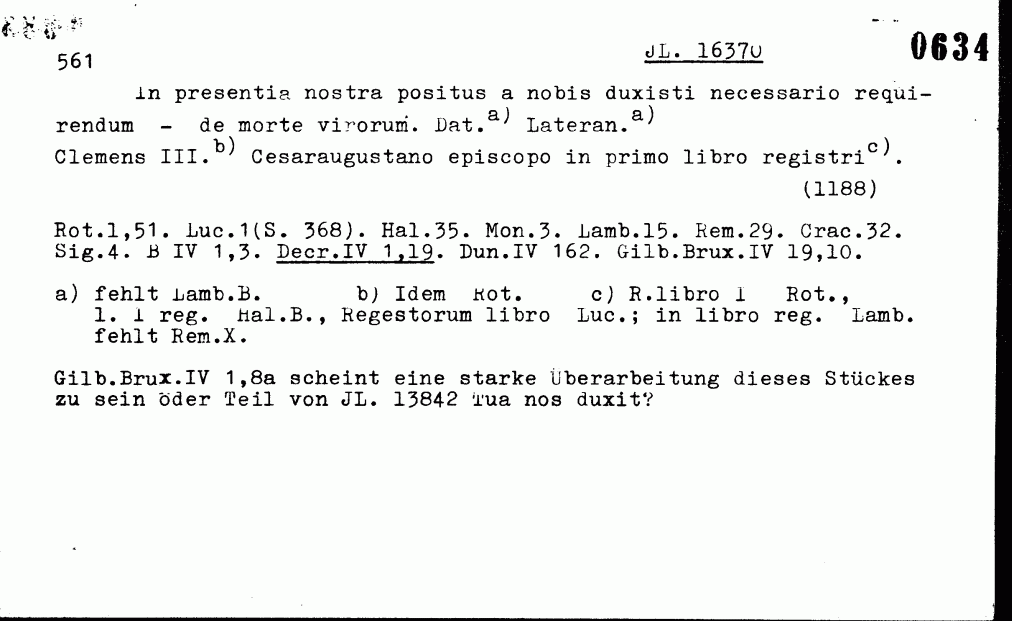 0634
561 JL. 16370
In presentia nostra positus a nobis duxisti necessario requi-
rendum - de morte virorum. Dat.a) Lateran.a)
Clemens III.b) Cesaraugustano episcopo in primo libro registri c).
(1188)
Rot.1,51. Luc.1(S. 368). Hal.35. Mon.3. Lamb.15. Rem.29. Crac.32.
Sig.4. B IV 1,3. Decr.IV 1,19. Dun.IV 162. Gilb.Brux.IV 19,10.
a) fehlt Lamb.B. b) Idem Rot. c) R.libro 1 Rot.,
l. 1 reg. Hal.B., Regestorum libro Luc.; in libro reg. Lamb.
fehlt Rem.X.
Gilb.Brux.IV 1,8a scheint eine starke Überarbeitung dieses Stückes
zu sein oder Teil von JL. 13842 Tua nos duxit?